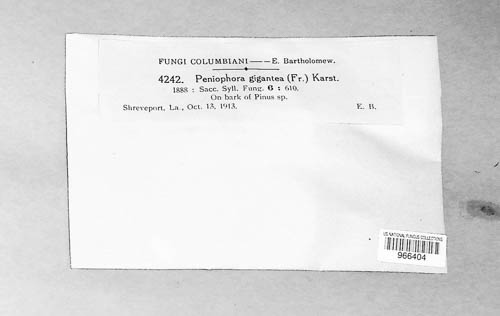 FUNGI COLUMBIANI——E. Bartholomew.
4242. Peniophora gigantea (Fr.) Karst.
1888 : Sacc. Syll. Fung. 6 : 610.
On bark of Pinus sp.
Shreveport, La., Oct. 13, 1913. E. B.
US NATIONAL FUNGUS COLLECTIONS
966404